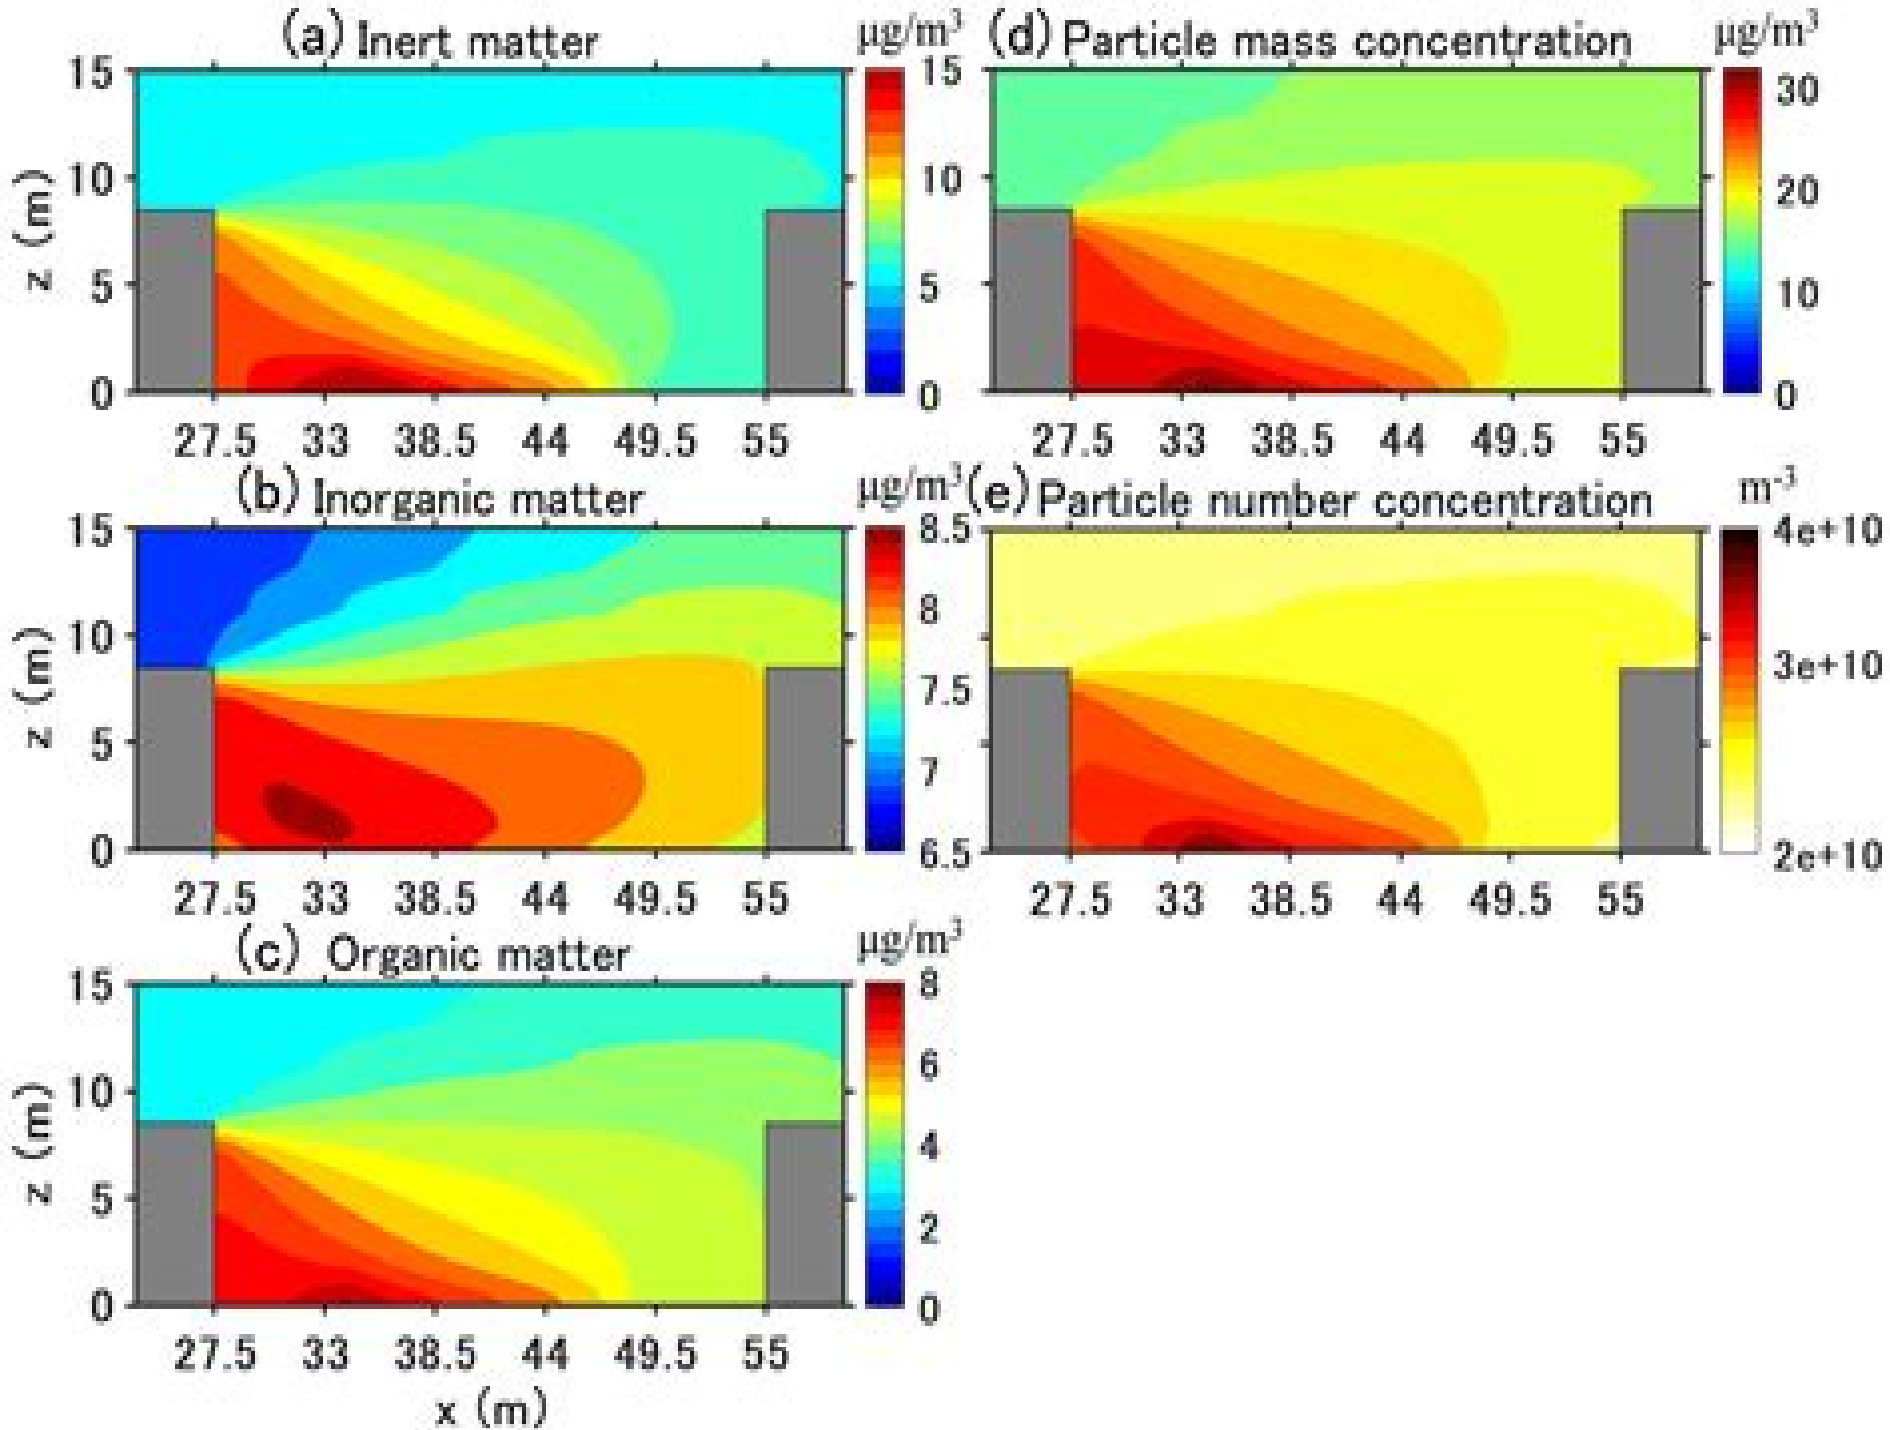 (a) Inert matter
µg/m³
15
10
5
0
z (m)
27.5 33 38.5 44 49.5 55
15
10
5
0
(d) Particle mass concentration
µg/m³
27.5 33 38.5 44 49.5 55
30
20
10
0
(b) Inorganic matter
µg/m³
15
10
5
0
z (m)
27.5 33 38.5 44 49.5 55
8.5
8
7.5
7
6.5
(e) Particle number concentration
m⁻³
27.5 33 38.5 44 49.5 55
4e+10
3e+10
2e+10
(c) Organic matter
µg/m³
15
10
5
0
z (m)
27.5 33 38.5 44 49.5 55
x (m)
8
6
4
2
0